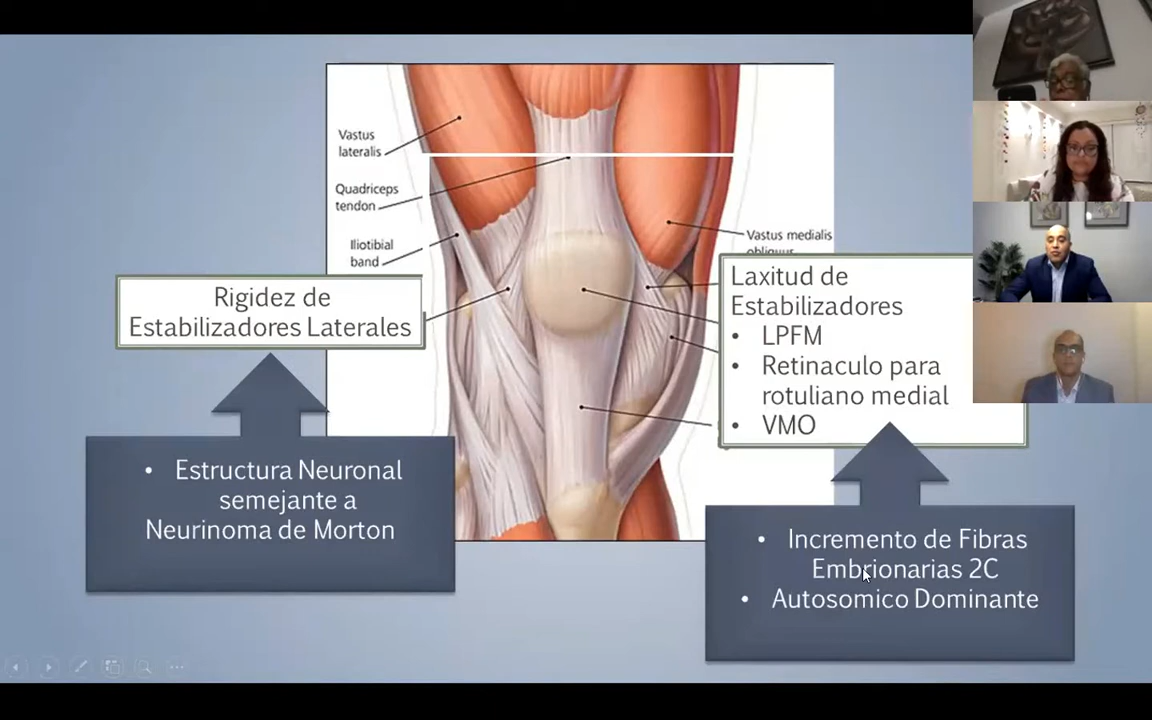 Vastus
lateralis
Quadriceps
tendon
Iliotibial
band
Vastus medialis
obliquus
Rigidez de
Estabilizadores Laterales
Laxitud de
Estabilizadores
• LPFM
• Retinaculo para
rotuliano medial
• VMO
• Estructura Neuronal
semejante a
Neurinoma de Morton
• Incremento de Fibras
Embrionarias 2C
• Autosomico Dominante